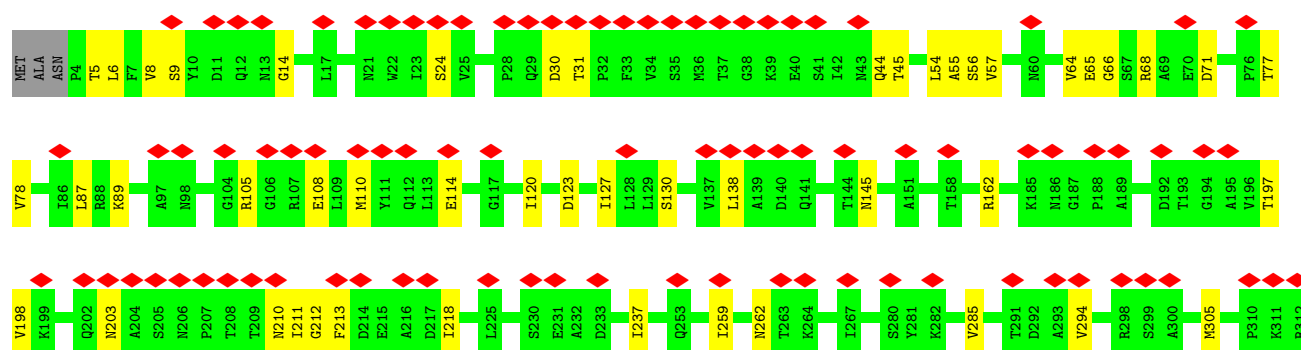 MET ALA ASN P4 T5 L6 F7 V8 S9 Y10 D11 Q12 N13 G14 L17 N21 W22 I23 S24 V25 P28 Q29 D30 T31 P32 F33 V34 S35 M36 T37 G38 K39 E40 S41 I42 N43 Q44 T45 L54 A55 S56 V57 N60 V64 E65 G66 S67 R68 A69 E70 D71 P76 T77
V78 I86 L87 R88 K89 A97 N98 G104 R105 G106 R107 E108 L109 M110 Y111 Q112 L113 E114 G117 I120 D123 I127 L128 L129 S130 V137 L138 A139 D140 Q141 T144 N145 A151 T158 R162 K185 N186 G187 P188 A189 D192 T193 G194 A195 V196 T197
V198 K199 Q202 N203 A204 S205 N206 P207 T208 T209 N210 I211 G212 F213 D214 E215 A216 D217 I218 L225 S230 E231 A232 D233 I237 Q253 I259 N262 T263 K264 I267 S280 Y281 K282 V285 T291 D292 A293 V294 R298 S299 A300 M305 P310 K311